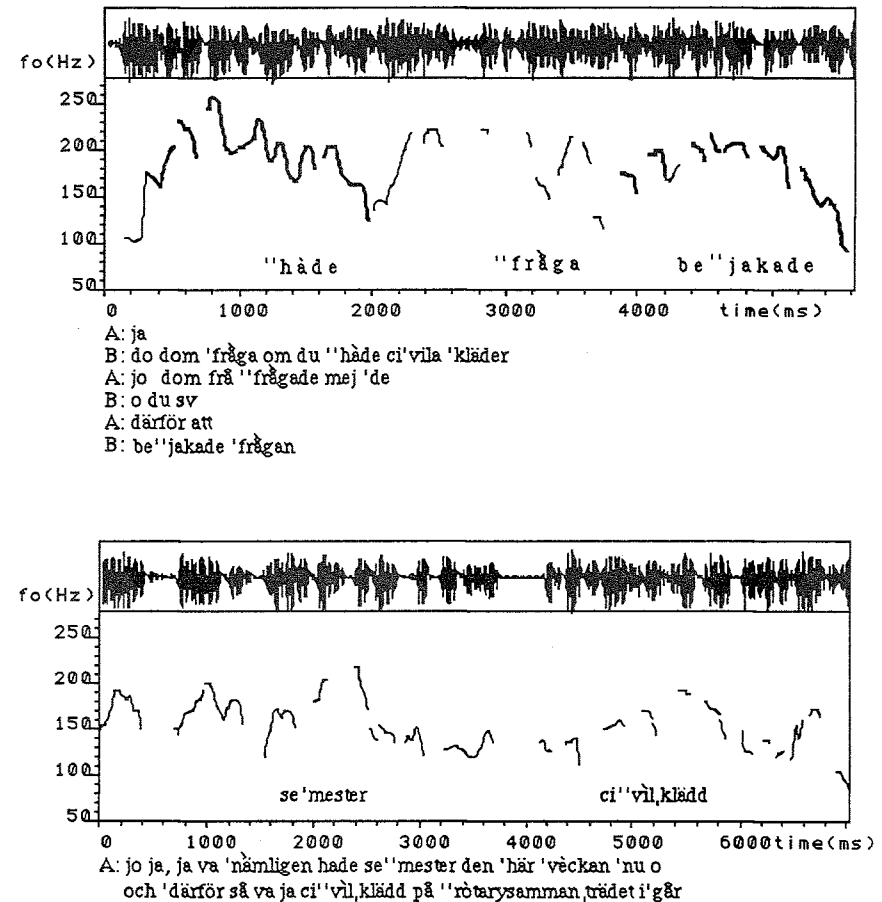 fo(Hz)
250
200
150
100
50
"hàde "fråga be"jakade
0 1000 2000 3000 4000 time(ms)
A: ja
B: do dom 'fråga om du "hàde ci'vila 'kläder
A: jo dom frå "frågade mej 'de
B: o du sv
A: därför att
B: be"jakade 'frågan
fo(Hz)
250
200
150
100
50
se'mester ci"vìl,klädd
0 1000 2000 3000 4000 5000 6000 time(ms)
A: jo ja, ja va 'nämligen hade se"mester den 'här 'vèckan 'nu o
och 'därför så va ja ci"vìl,klädd på "ròtarysamman,trädet i'går